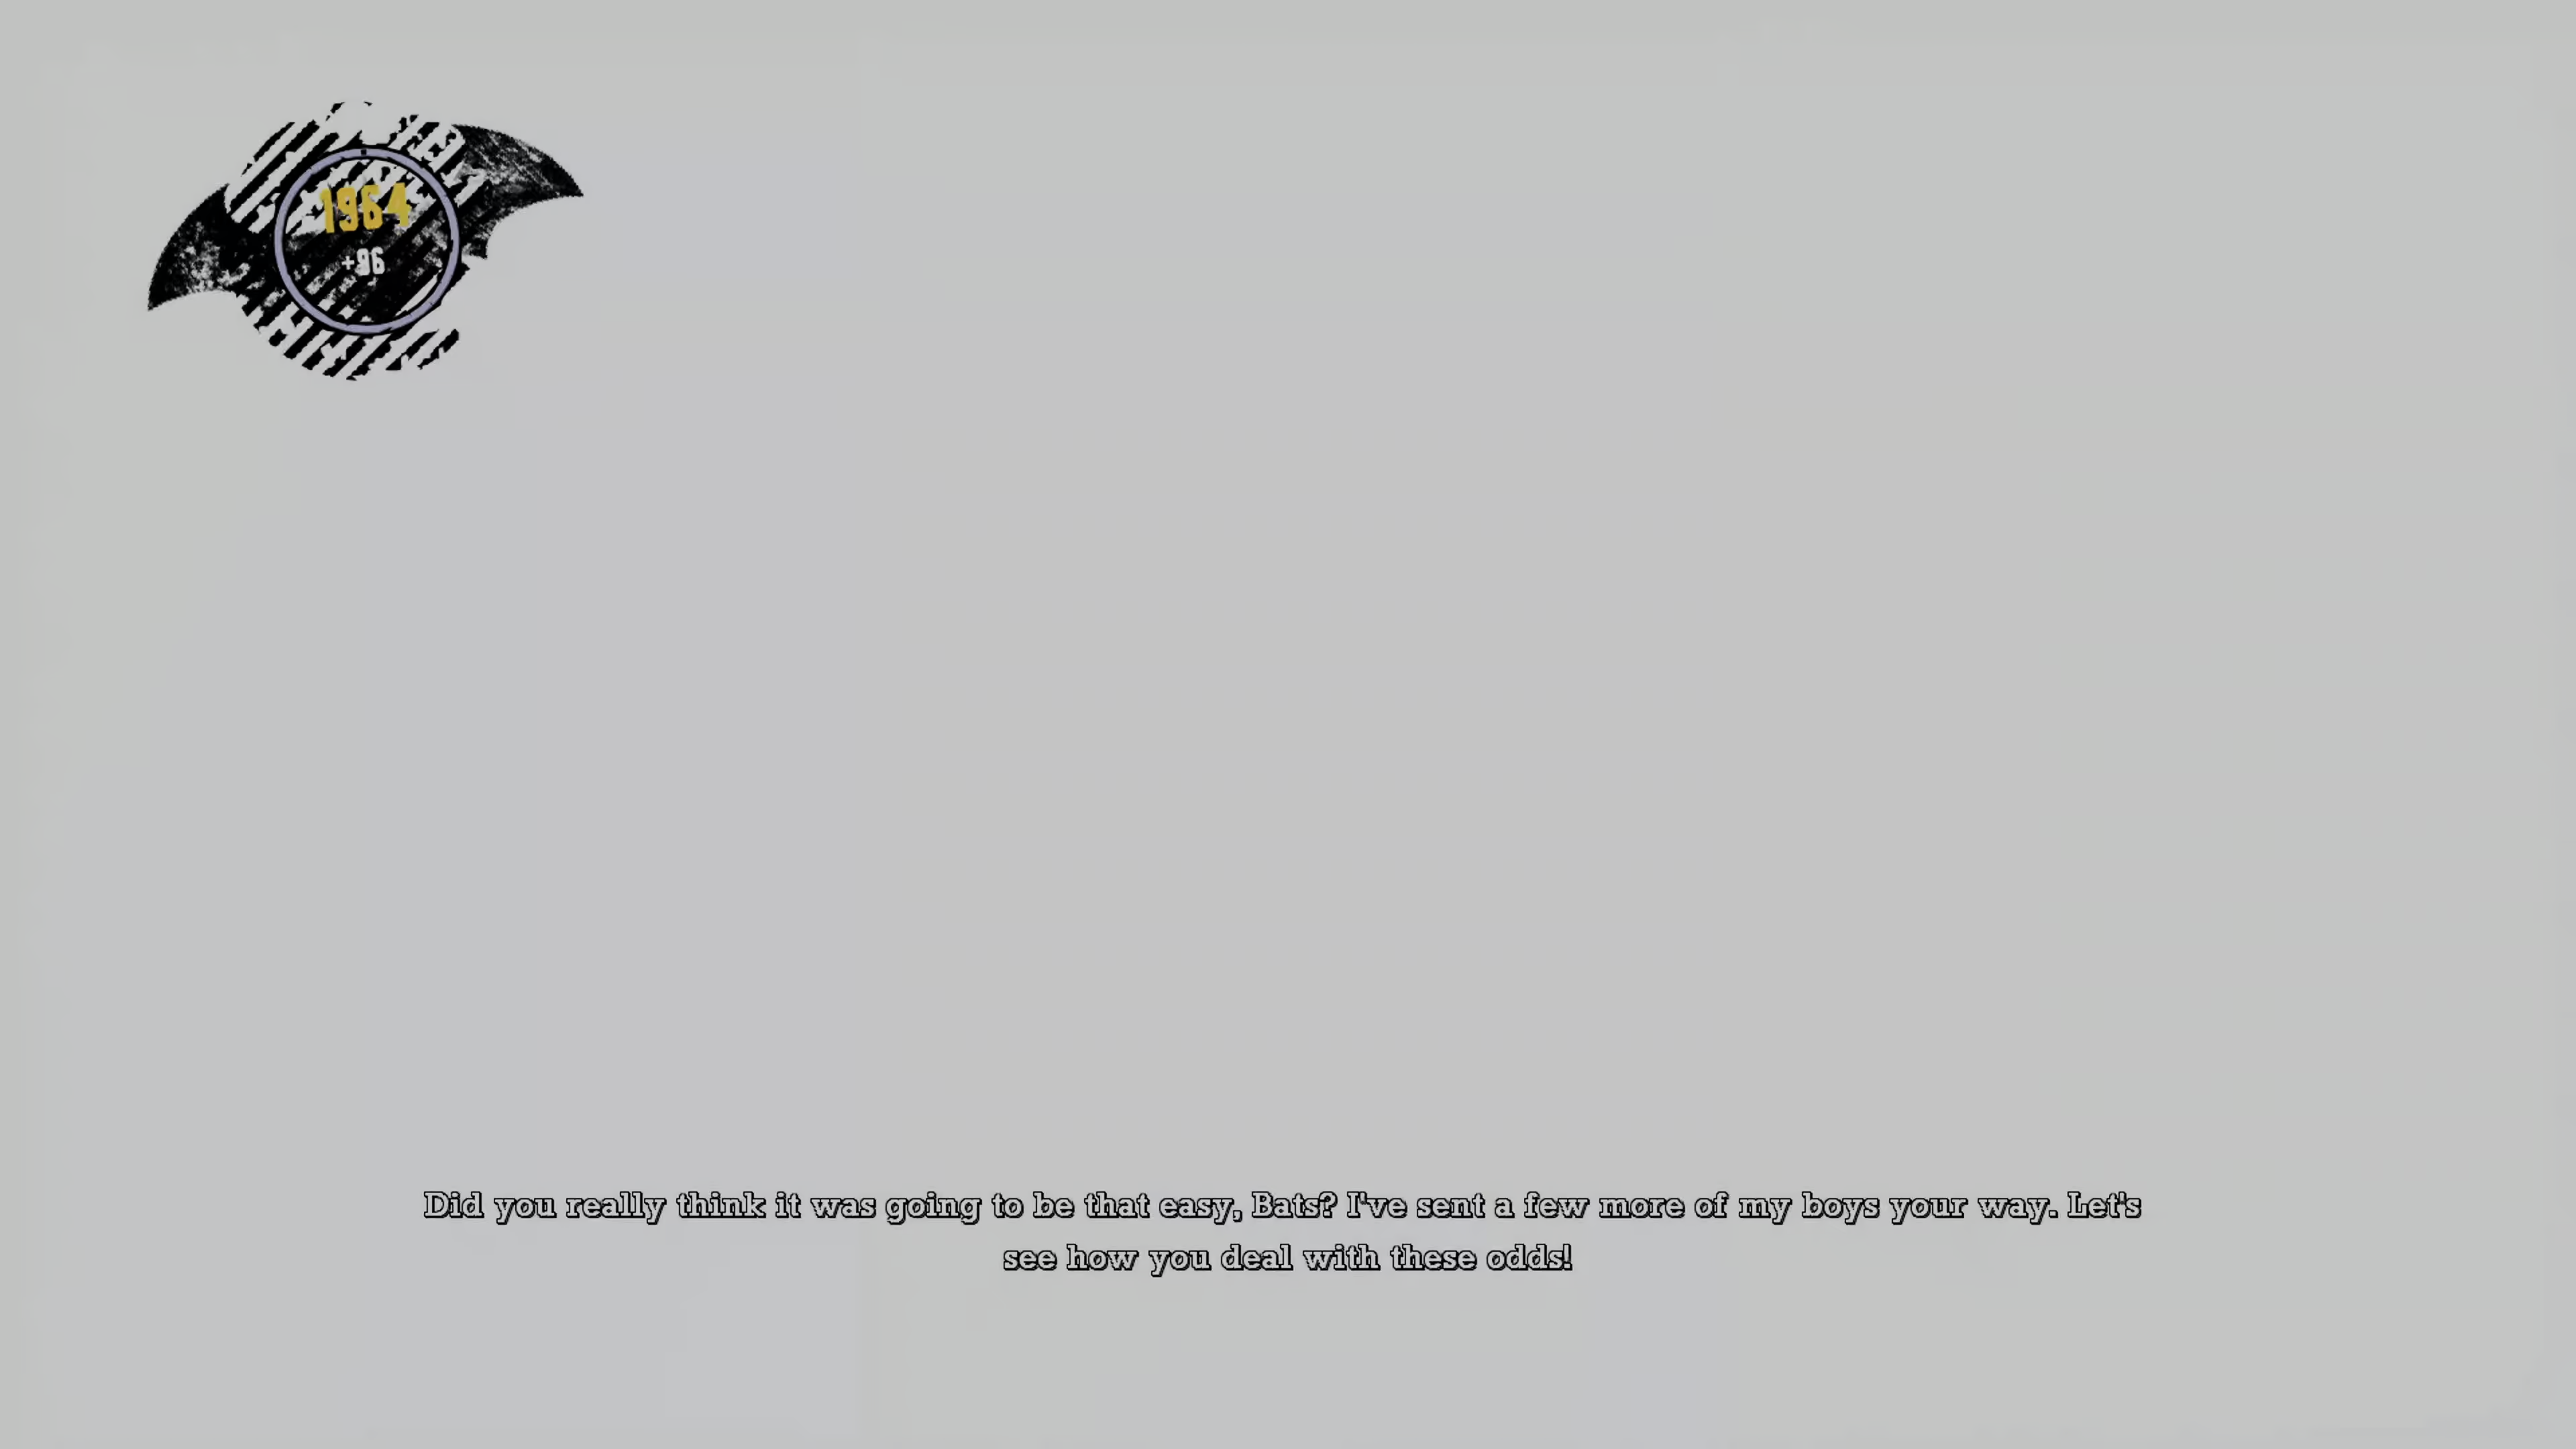 1964
+96
Did you really think it was going to be that easy, Bats? I've sent a few more of my boys your way. Let's
see how you deal with these odds!